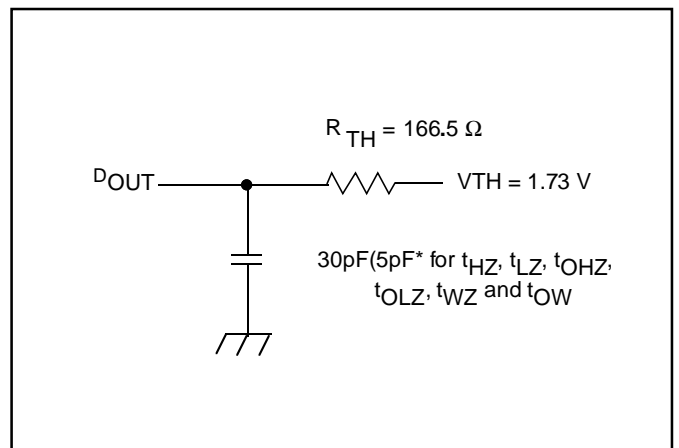 R TH = 166.5 Ω
DOUT
VTH = 1.73 V
30pF(5pF* for tHZ, tLZ, tOHZ,
tOLZ, tWZ and tOW